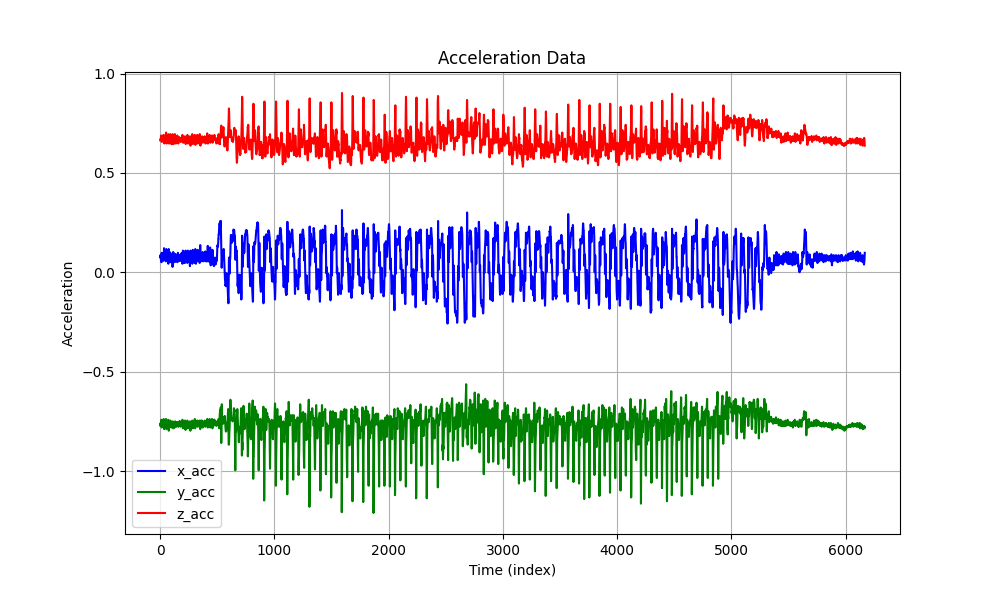 Acceleration Data
1.0
0.5
0.0
−0.5
−1.0
Acceleration
x_acc
y_acc
z_acc
0 1000 2000 3000 4000 5000 6000
Time (index)